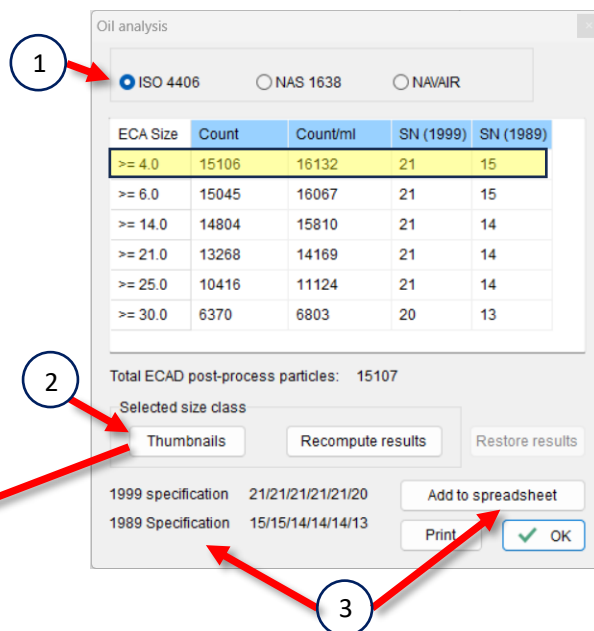 Oil analysis
1
ISO 4406 NAS 1638 NAVAIR
ECA Size Count Count/ml SN (1999) SN (1989)
>= 4.0 15106 16132 21 15
>= 6.0 15045 16067 21 15
>= 14.0 14804 15810 21 14
>= 21.0 13268 14169 21 14
>= 25.0 10416 11124 21 14
>= 30.0 6370 6803 20 13
Total ECAD post-process particles: 15107
2
Selected size class
Thumbnails Recompute results Restore results
1999 specification 21/21/21/21/21/20 Add to spreadsheet
1989 Specification 15/15/14/14/14/13
Print OK
3